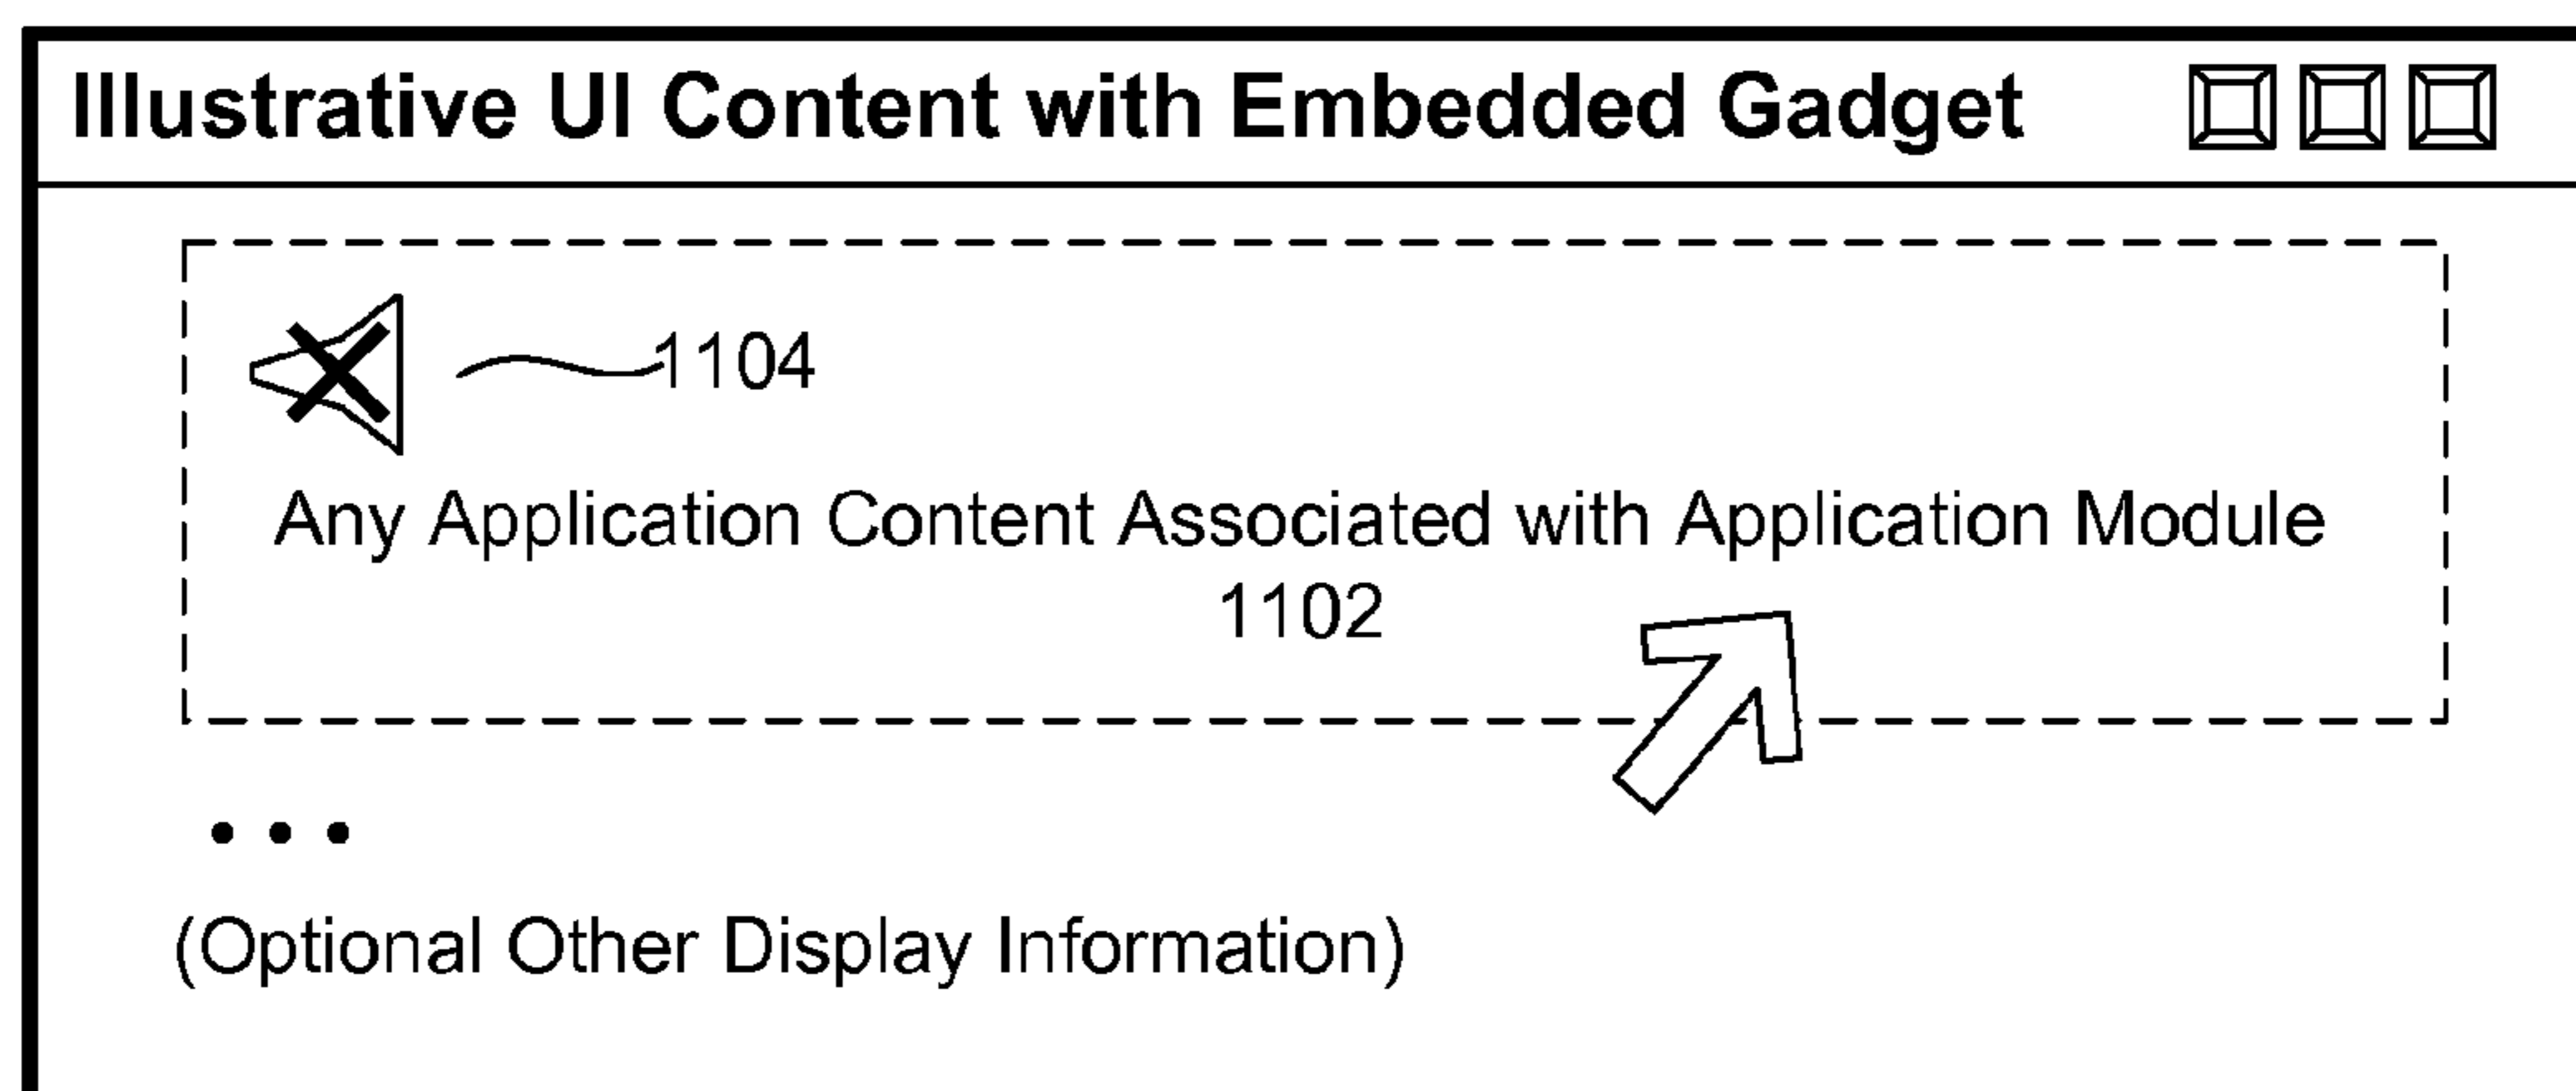 Illustrative UI Content with Embedded Gadget
1104
Any Application Content Associated with Application Module
1102
• • •
(Optional Other Display Information)